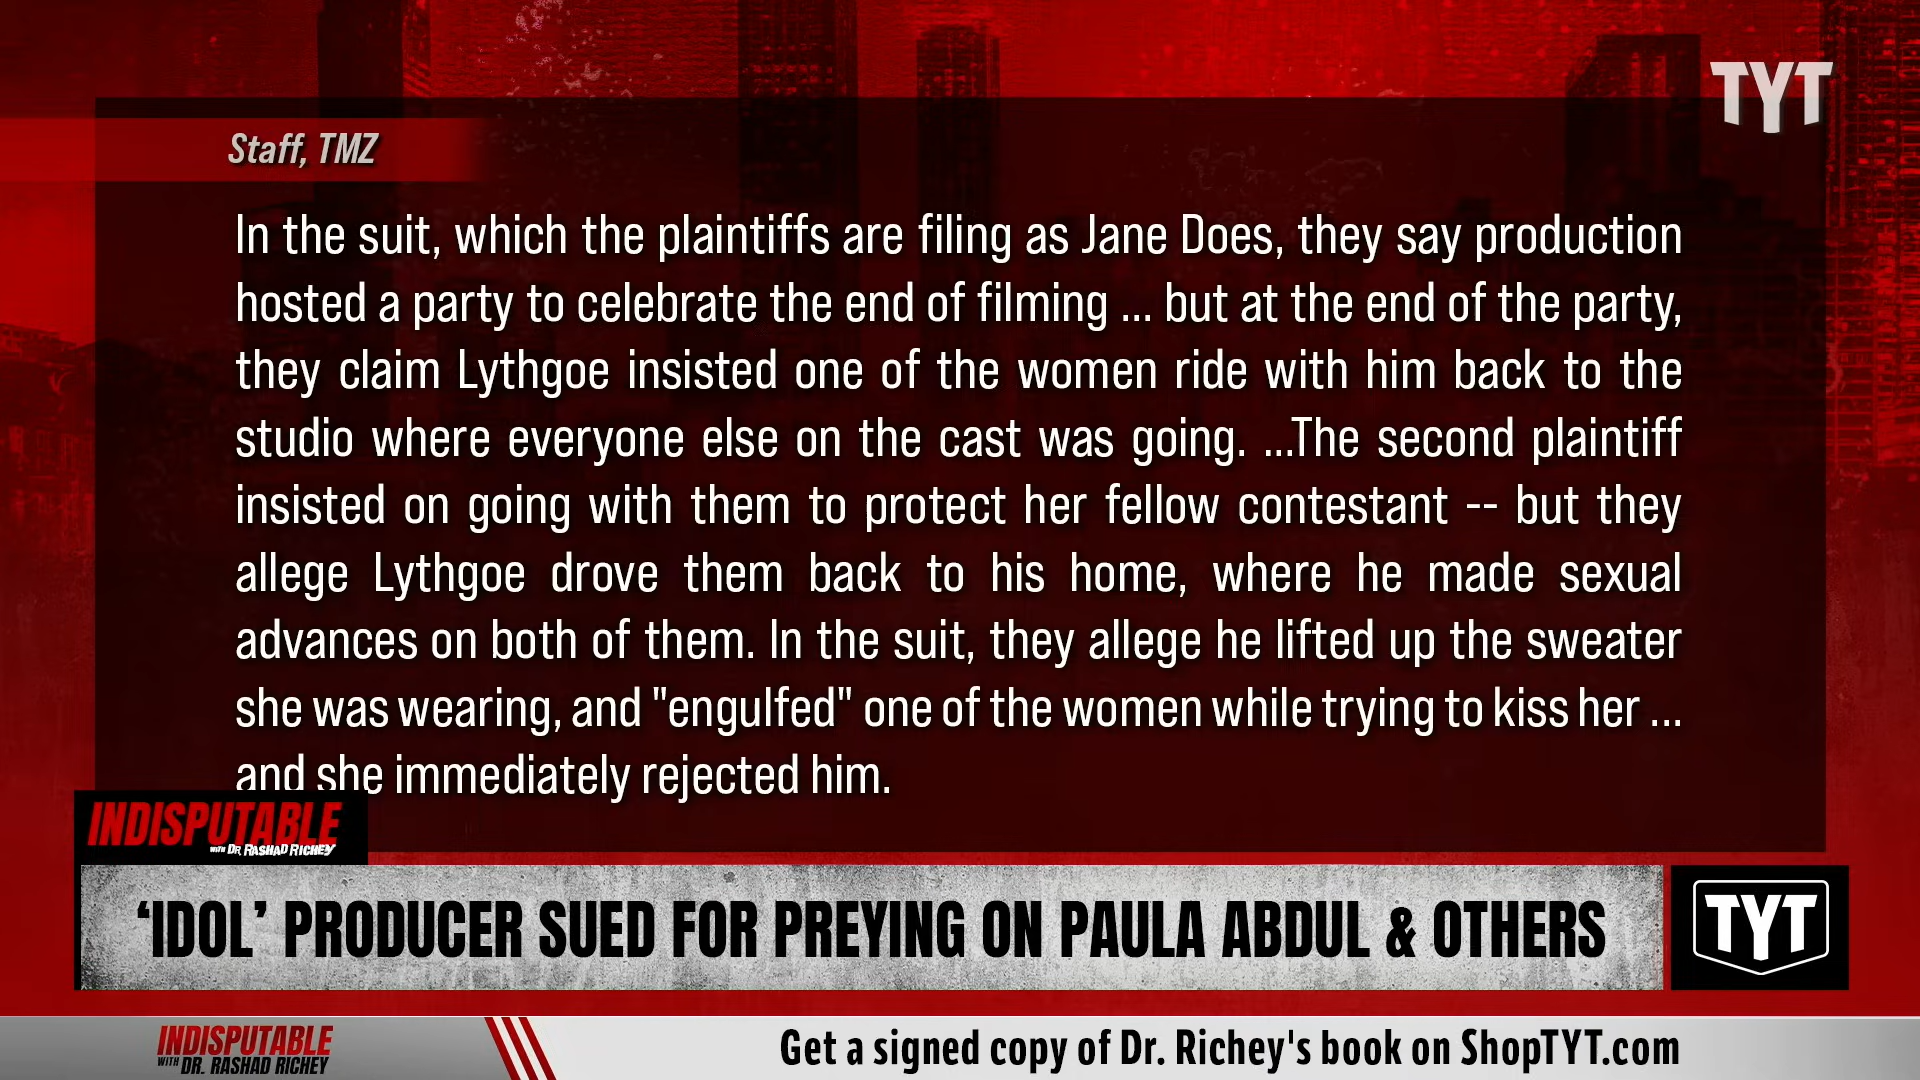 TYT
Staff, TMZ
In the suit, which the plaintiffs are filing as Jane Does, they say production
hosted a party to celebrate the end of filming ... but at the end of the party,
they claim Lythgoe insisted one of the women ride with him back to the
studio where everyone else on the cast was going. ...The second plaintiff
insisted on going with them to protect her fellow contestant -- but they
allege Lythgoe drove them back to his home, where he made sexual
advances on both of them. In the suit, they allege he lifted up the sweater
she was wearing, and "engulfed" one of the women while trying to kiss her ...
and she immediately rejected him.
INDISPUTABLE
WITH DR RASHAD RICHEY
‘IDOL’ PRODUCER SUED FOR PREYING ON PAULA ABDUL & OTHERS
TYT
INDISPUTABLE
WITH DR. RASHAD RICHEY
Get a signed copy of Dr. Richey's book on ShopTYT.com